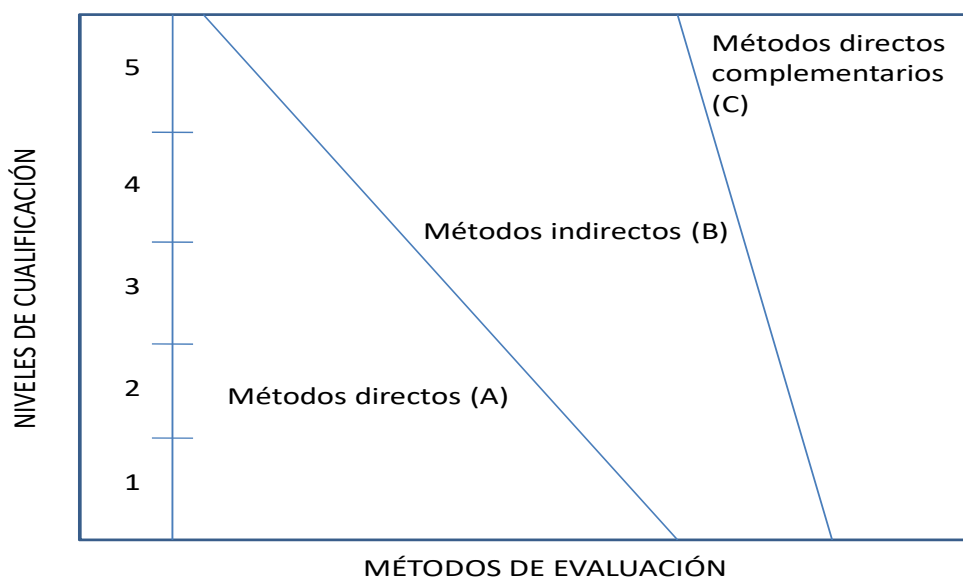 NIVELES DE CUALIFICACIÓN
5
4
3
2
1
Métodos directos
complementarios
(C)
Métodos indirectos (B)
Métodos directos (A)
MÉTODOS DE EVALUACIÓN